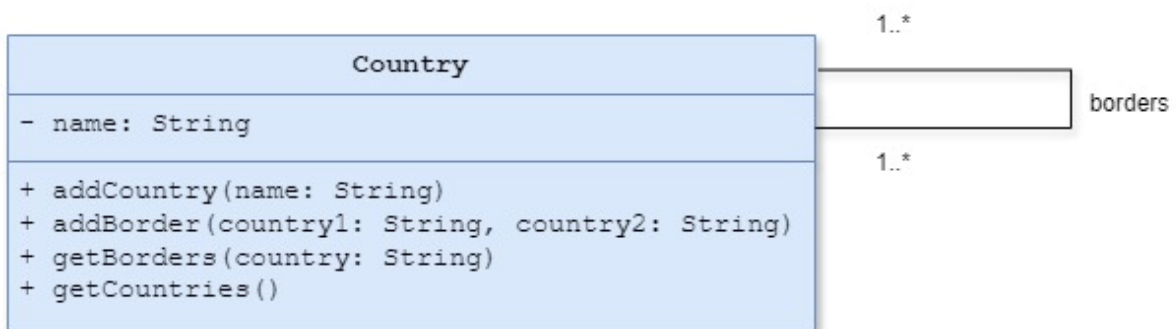 1..*
Country
borders
- name: String
1..*
+ addCountry(name: String)
+ addBorder(country1: String, country2: String)
+ getBorders(country: String)
+ getCountries()